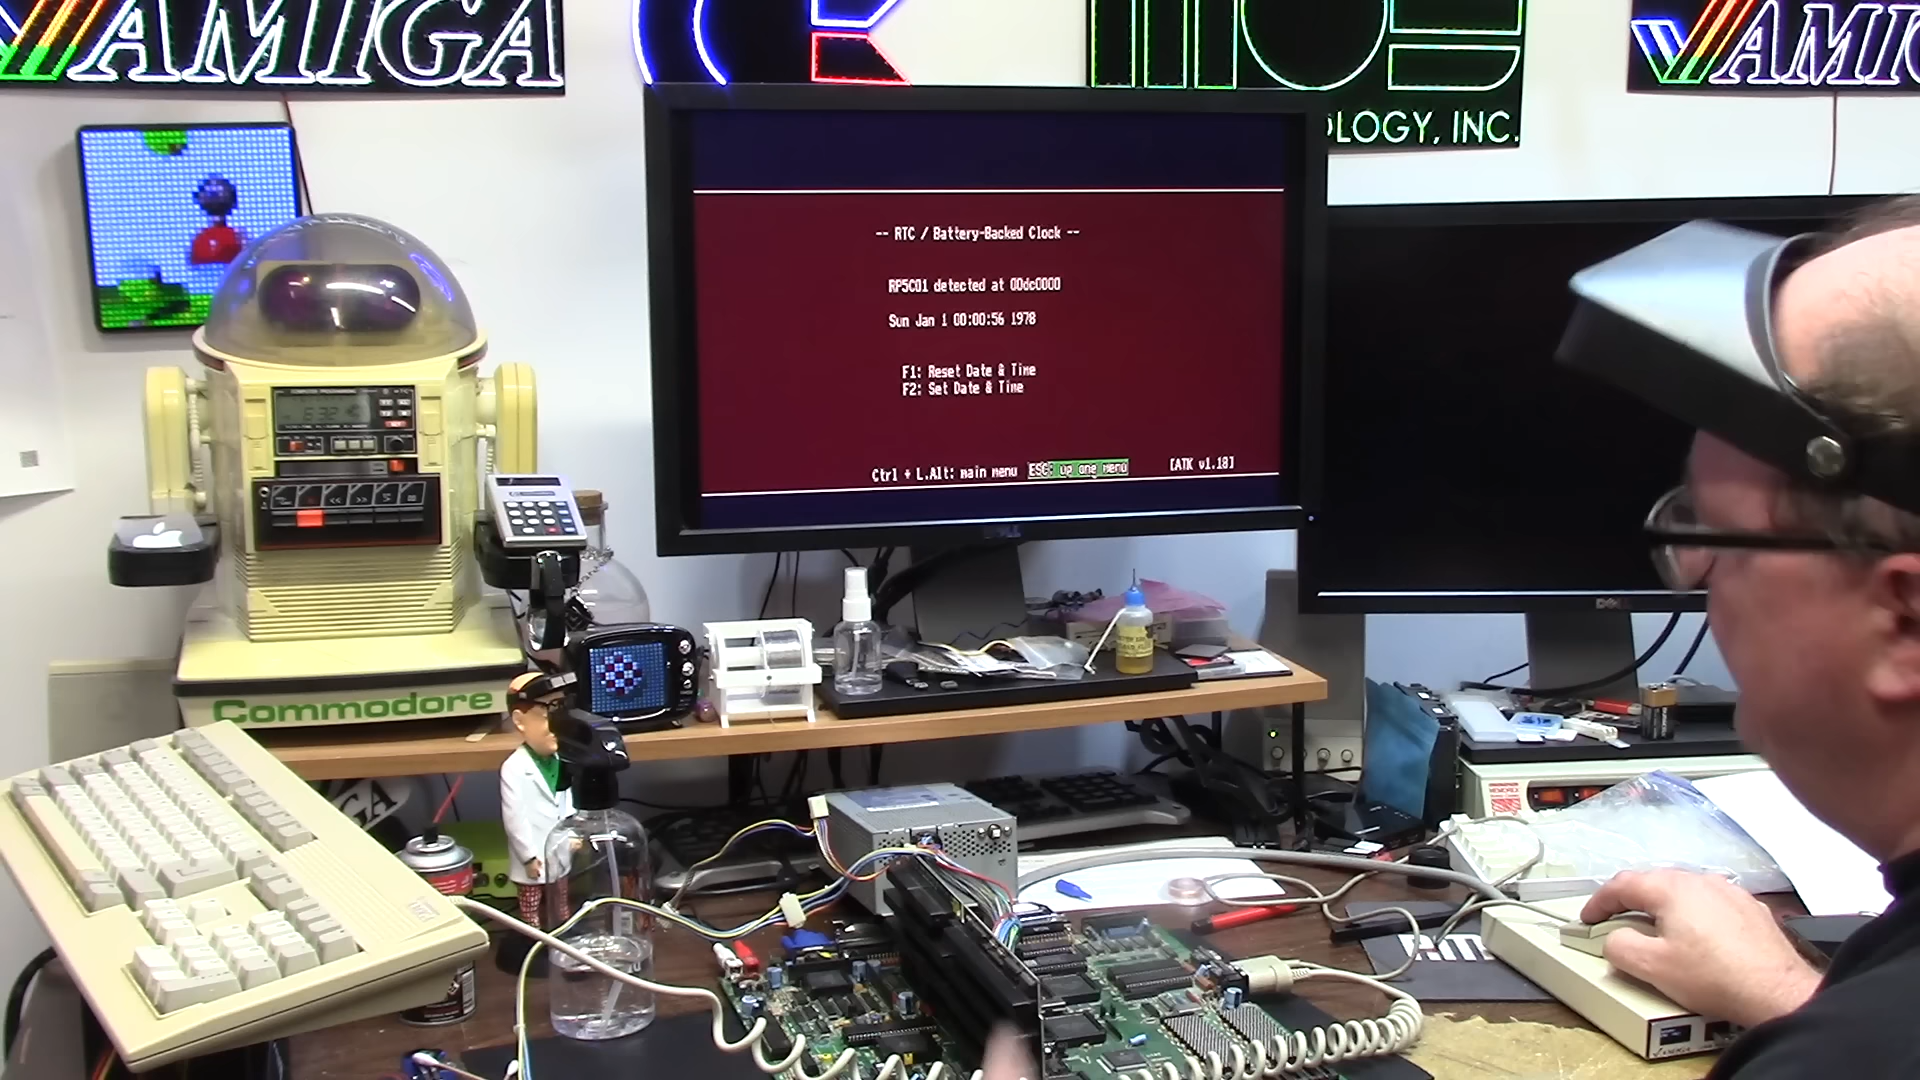 AMIGA
AMIG
OLOGY, INC.
-- RTC / Battery-Backed Clock --
RP5C01 detected at 00dc0000
Sun Jan 1 00:00:56 1978
F1: Reset Date & Time
F2: Set Date & Time
Ctrl + L.Alt: main menu ESC: up one menu [ATK v1.18]
DELL
Commodore